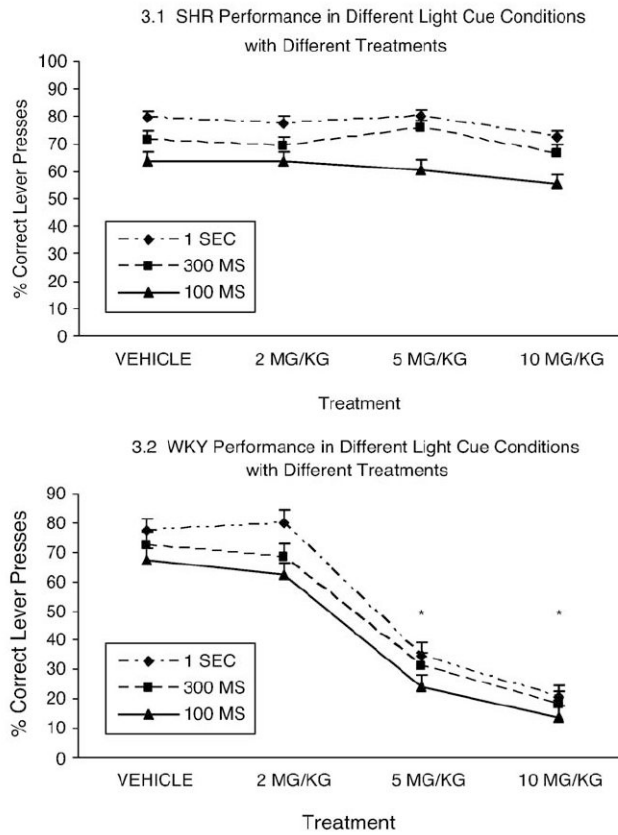 3.1 SHR Performance in Different Light Cue Conditions
with Different Treatments
% Correct Lever Presses
100
90
80
70
60
50
40
30
20
10
0
1 SEC
300 MS
100 MS
VEHICLE 2 MG/KG 5 MG/KG 10 MG/KG
Treatment
3.2 WKY Performance in Different Light Cue Conditions
with Different Treatments
% Correct Lever Presses
90
80
70
60
50
40
30
20
10
0
* *
1 SEC
300 MS
100 MS
VEHICLE 2 MG/KG 5 MG/KG 10 MG/KG
Treatment